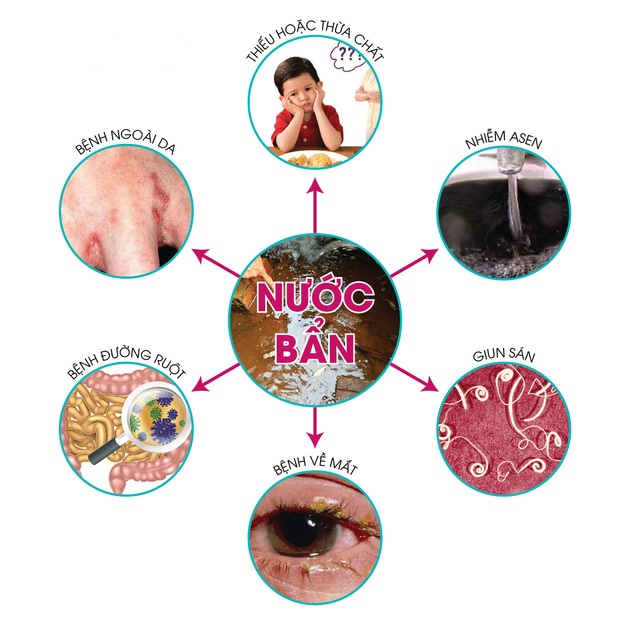 THIẾU HOẶC THỪA CHẤT
???
BỆNH NGOÀI DA
NHIỄM ASEN
NƯỚC
BẨN
BỆNH ĐƯỜNG RUỘT
GIUN SÁN
BỆNH VỀ MẮT